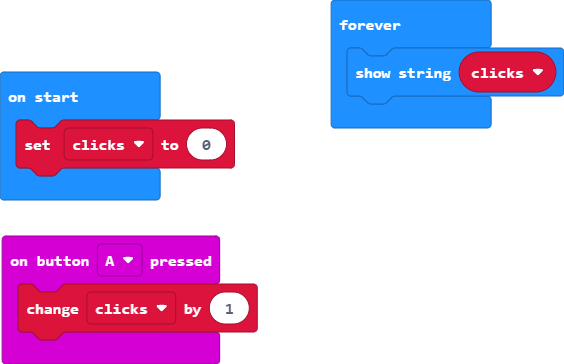 forever
show string clicks
on start
set clicks to 0
on button A pressed
change clicks by 1